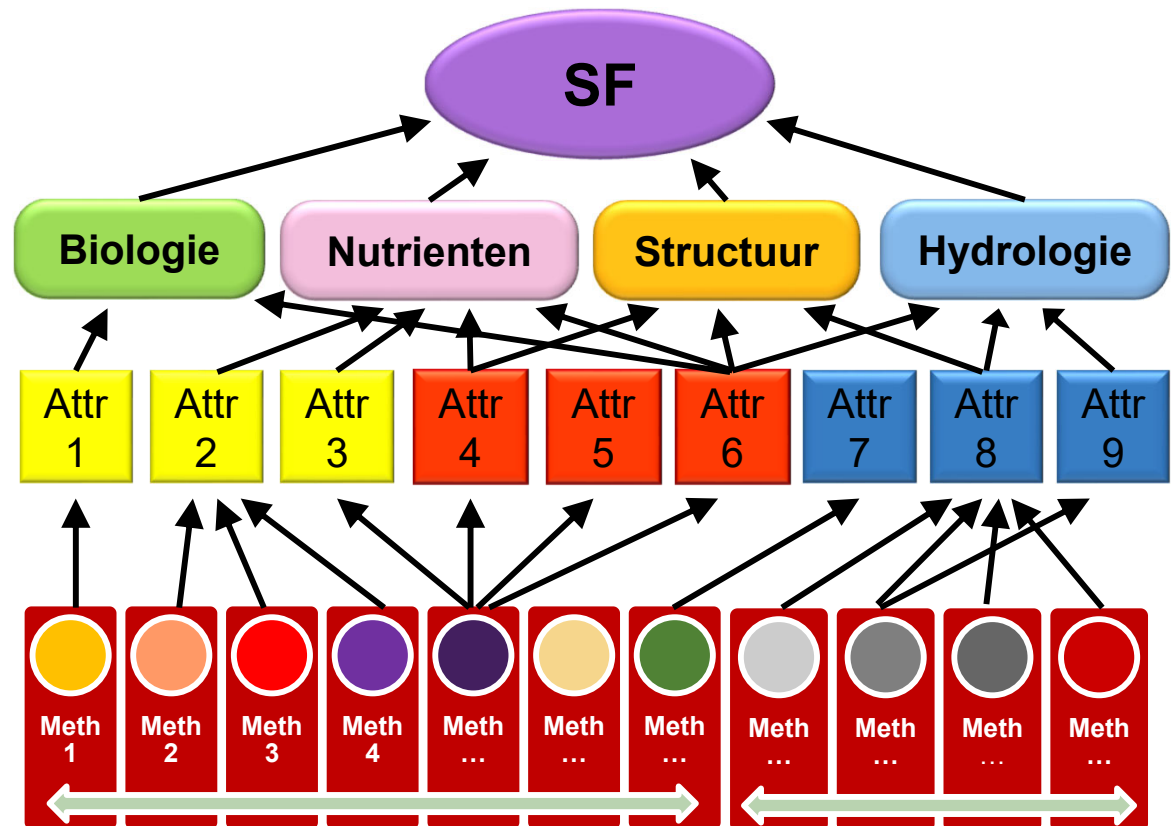 SF
Biologie
Nutrienten
Structuur
Hydrologie
Attr
1
Attr
2
Attr
3
Attr
4
Attr
5
Attr
6
Attr
7
Attr
8
Attr
9
Meth
1
Meth
2
Meth
3
Meth
4
Meth
...
Meth
...
Meth
...
Meth
...
Meth
...
Meth
...
Meth
...